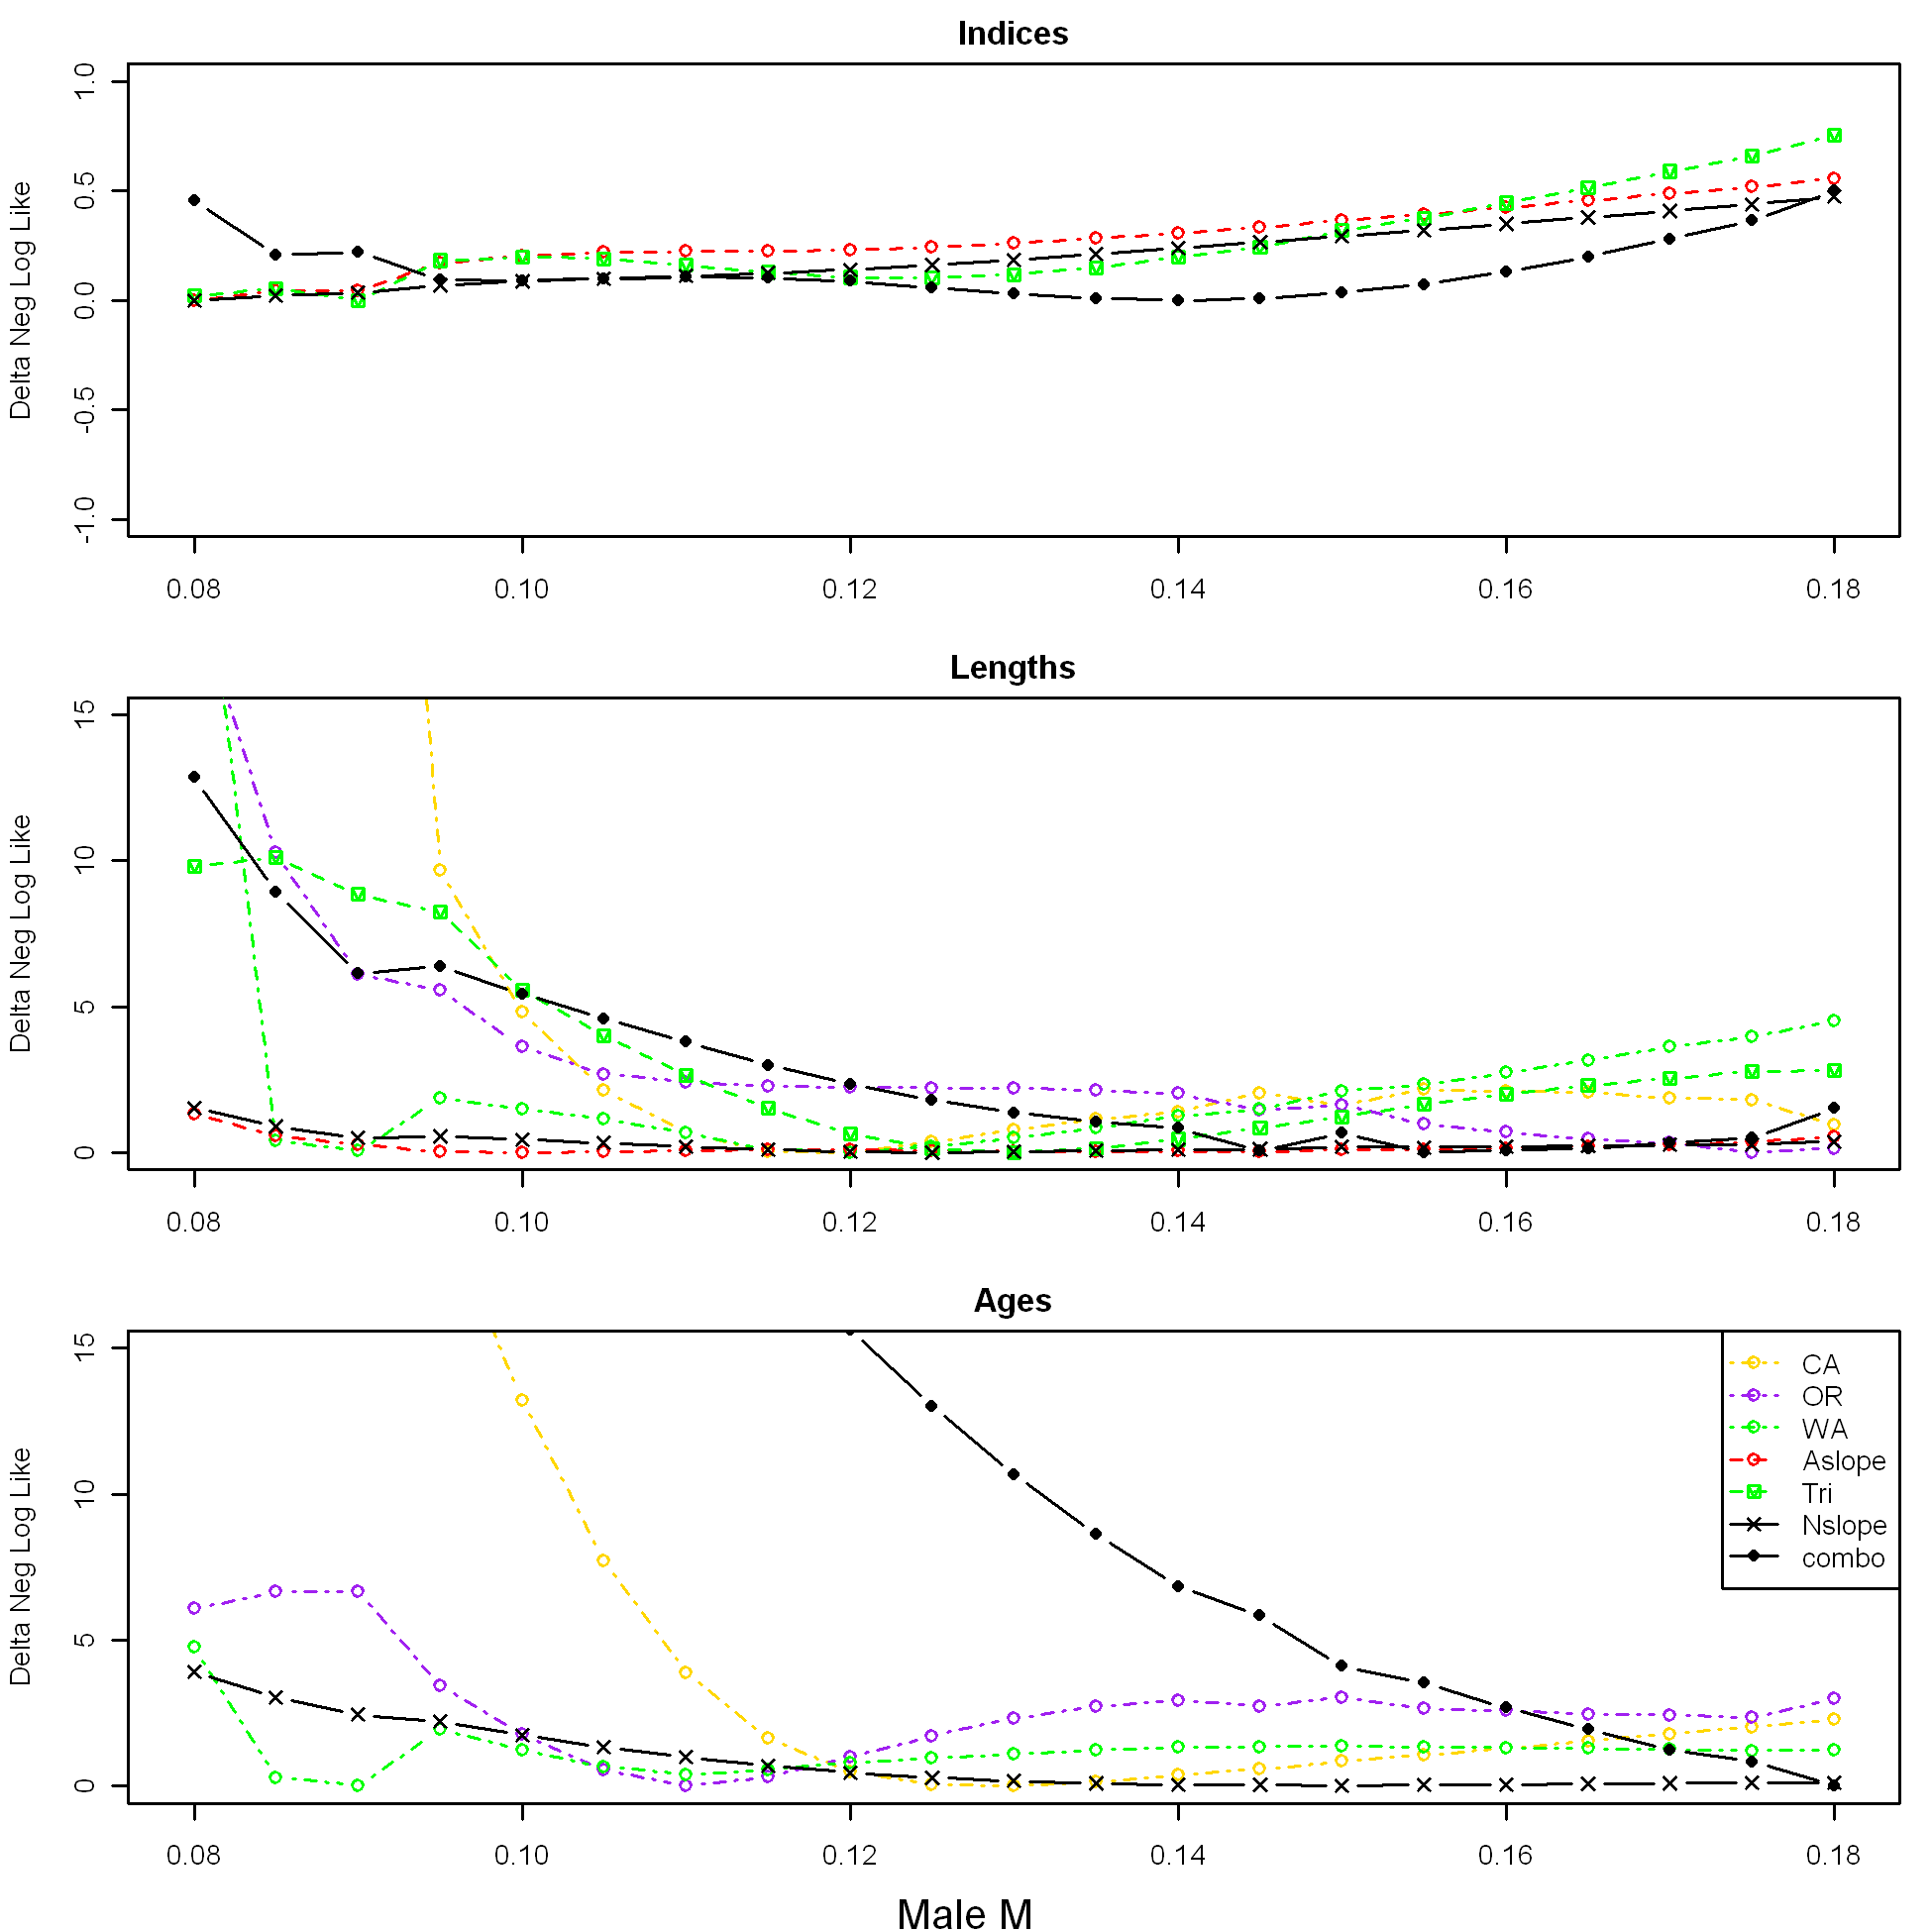 Indices
Delta Neg Log Like
1.0
0.5
0.0
-0.5
-1.0
0.08 0.10 0.12 0.14 0.16 0.18
Lengths
Delta Neg Log Like
15
10
5
0
0.08 0.10 0.12 0.14 0.16 0.18
Ages
Delta Neg Log Like
15
10
5
0
CA
OR
WA
Aslope
Tri
Nslope
combo
0.08 0.10 0.12 0.14 0.16 0.18
Male M